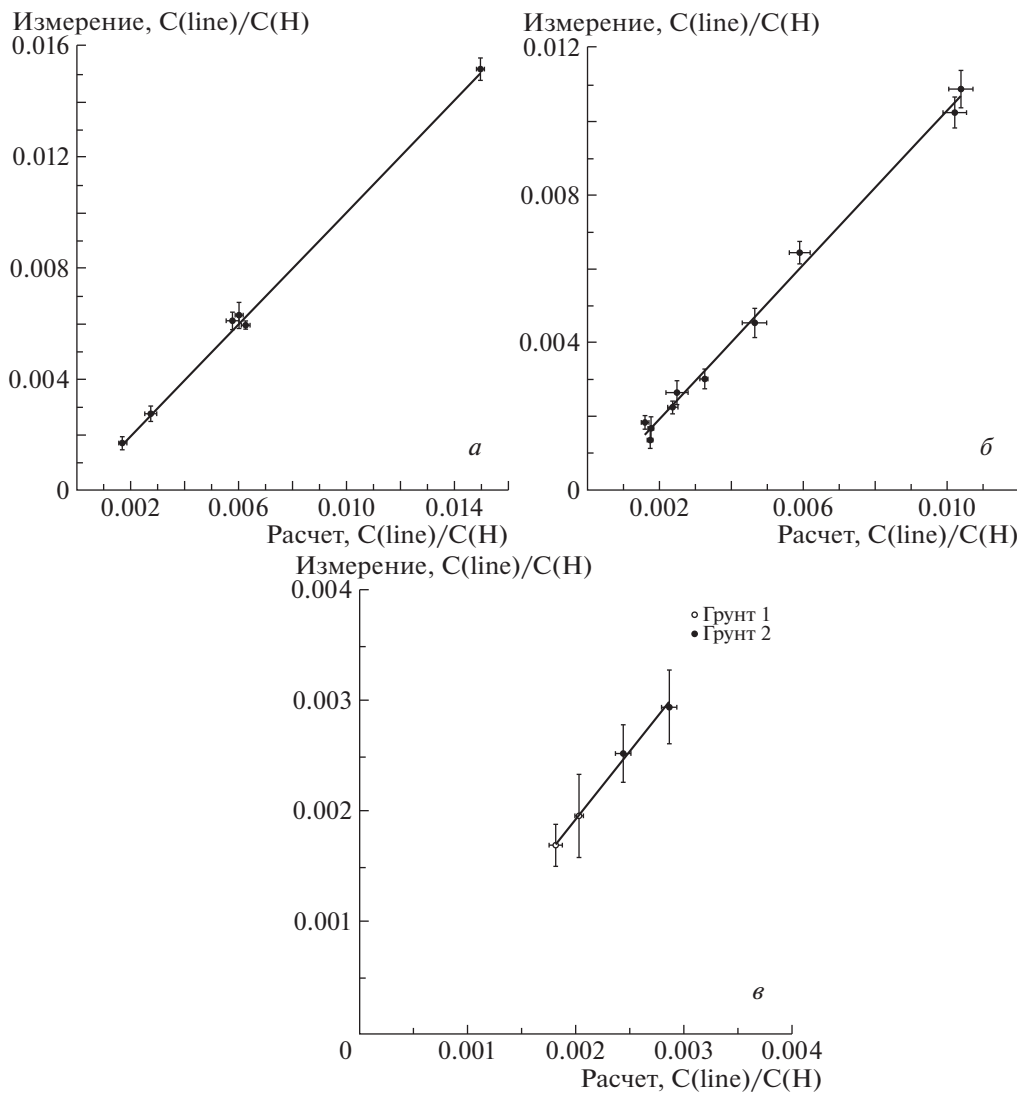 Измерение, C(line)/C(H)
0.016
0.012
0.008
0.004
0
0.002 0.006 0.010 0.014
Расчет, C(line)/C(H)
а
Измерение, C(line)/C(H)
0.012
0.008
0.004
0
0.002 0.006 0.010
Расчет, C(line)/C(H)
б
Измерение, C(line)/C(H)
0.004
0.003
0.002
0.001
0 0.001 0.002 0.003 0.004
Расчет, C(line)/C(H)
Грунт 1
Грунт 2
в